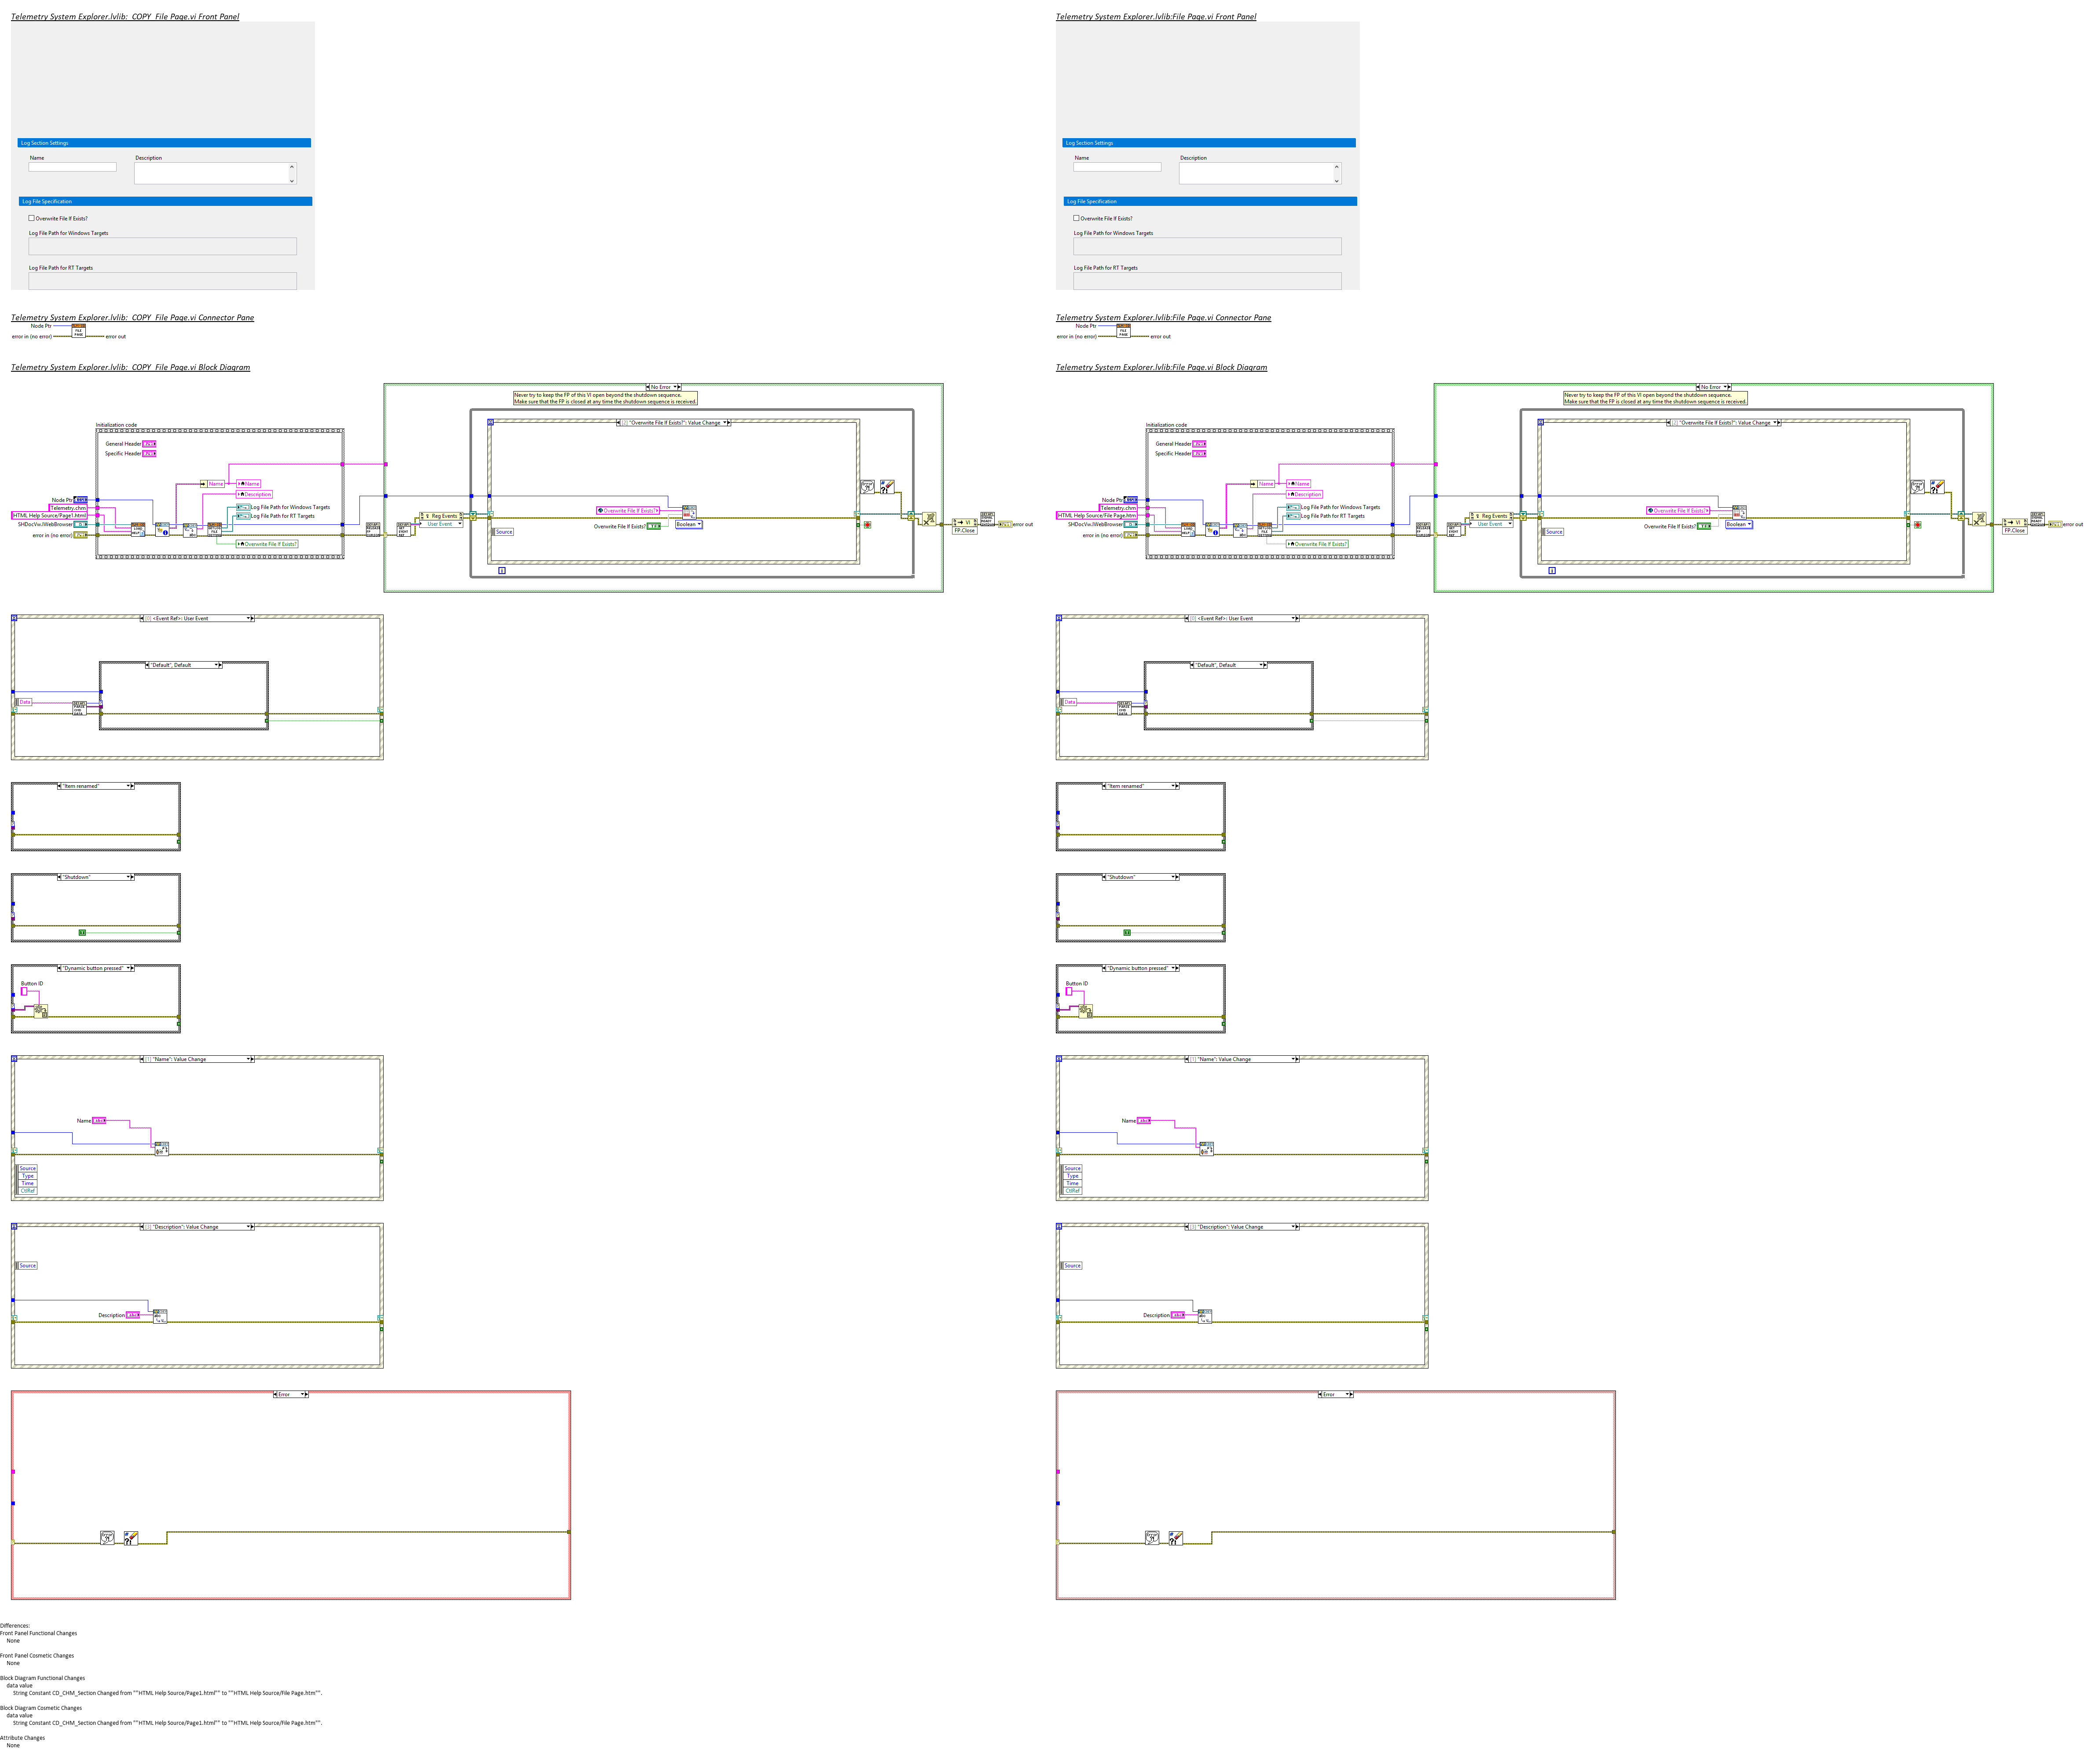 Telemetry System Explorer.lvlib:_COPY_File Page.vi Front Panel
Log Section Settings
Name
Description
Log File Specification
Overwrite File If Exists?
Log File Path for Windows Targets
Log File Path for RT Targets
Telemetry System Explorer.lvlib:_COPY_File Page.vi Connector Pane
Node Ptr
error in (no error)
error out
Telemetry System Explorer.lvlib:_COPY_File Page.vi Block Diagram
No Error
Never try to keep the FP of this VI open beyond the shutdown sequence.
Make sure that the FP is closed at any time the shutdown sequence is received.
[2] "Overwrite File If Exists?": Value Change
Initialization code
General Header
Specific Header
Name
Name
Description
Node Ptr
Telemetry.chm
HTML Help Source/Page1.html
SHDocVw.IWebBrowser
error in (no error)
Log File Path for Windows Targets
Log File Path for RT Targets
Overwrite File If Exists?
Reg Events
User Event
Source
Overwrite File If Exists?
Overwrite File If Exists?
Boolean
VI
FP.Close
error out
[0] <Event Ref>: User Event
"Default", Default
Data
"Item renamed"
"Shutdown"
"Dynamic button pressed"
Button ID
[1] "Name": Value Change
Name
Source
Type
Time
CtlRef
[3] "Description": Value Change
Source
Description
Error
Differences:
Front Panel Functional Changes
None
Front Panel Cosmetic Changes
None
Block Diagram Functional Changes
data value
String Constant CD_CHM_Section Changed from ""HTML Help Source/Page1.html"" to ""HTML Help Source/File Page.htm"".
Block Diagram Cosmetic Changes
data value
String Constant CD_CHM_Section Changed from ""HTML Help Source/Page1.html"" to ""HTML Help Source/File Page.htm"".
Attribute Changes
None
Telemetry System Explorer.lvlib:File Page.vi Front Panel
Log Section Settings
Name
Description
Log File Specification
Overwrite File If Exists?
Log File Path for Windows Targets
Log File Path for RT Targets
Telemetry System Explorer.lvlib:File Page.vi Connector Pane
Node Ptr
error in (no error)
error out
Telemetry System Explorer.lvlib:File Page.vi Block Diagram
No Error
Never try to keep the FP of this VI open beyond the shutdown sequence.
Make sure that the FP is closed at any time the shutdown sequence is received.
[2] "Overwrite File If Exists?": Value Change
Initialization code
General Header
Specific Header
Name
Name
Description
Node Ptr
Telemetry.chm
HTML Help Source/File Page.htm
SHDocVw.IWebBrowser
error in (no error)
Log File Path for Windows Targets
Log File Path for RT Targets
Overwrite File If Exists?
Reg Events
User Event
Source
Overwrite File If Exists?
Overwrite File If Exists?
Boolean
VI
FP.Close
error out
[0] <Event Ref>: User Event
"Default", Default
Data
"Item renamed"
"Shutdown"
"Dynamic button pressed"
Button ID
[1] "Name": Value Change
Name
Source
Type
Time
CtlRef
[3] "Description": Value Change
Source
Description
Error